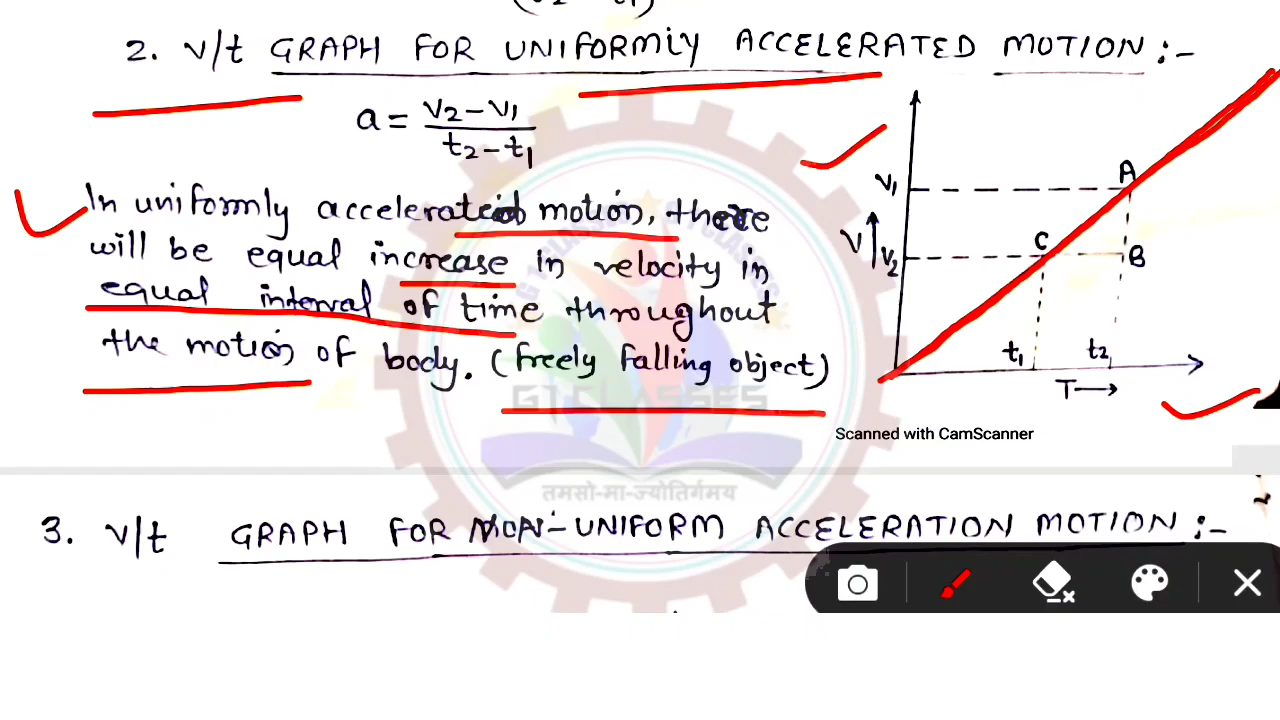 2. V/t GRAPH FOR UNIFORMLY ACCELERATED MOTION :-
a = V2 - V1
t2 - t1
In uniformly accelerated motion, there
will be equal increase in velocity in
equal interval of time throughout
the motion of body. (freely falling object)
A
V1
C
B
V V2
t1 t2
T
GT CLASSES
Scanned with CamScanner
तमसो-मा-ज्योतिर्गमय
3. V/t GRAPH FOR NON-UNIFORM ACCELERATION MOTION :-